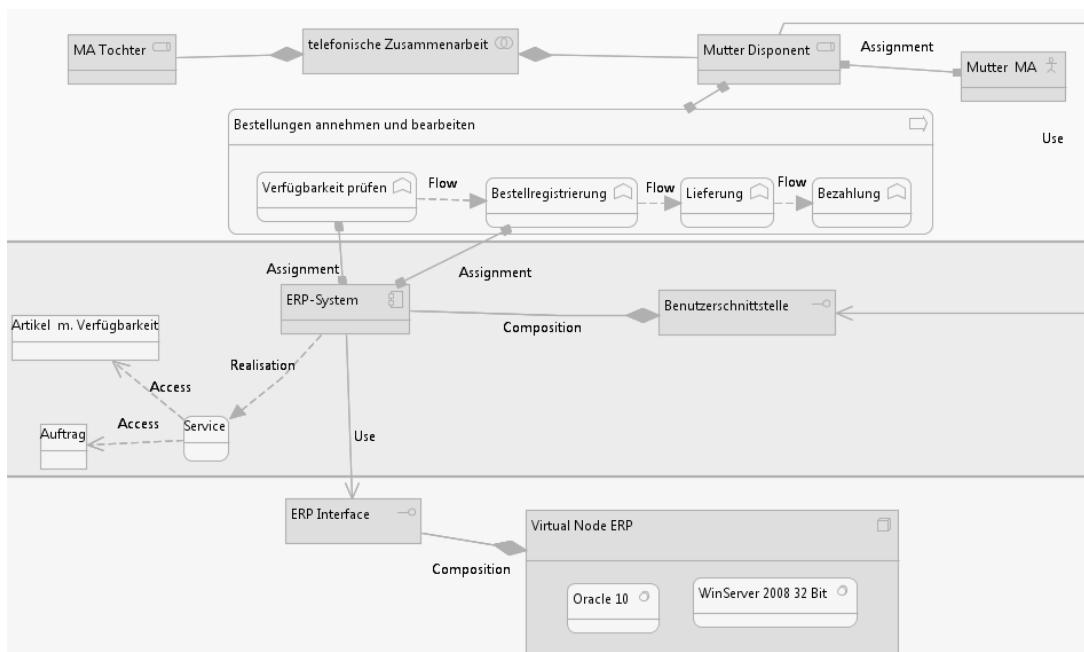 MA Tochter
telefonische Zusammenarbeit
Mutter Disponent
Assignment
Mutter MA
Use
Bestellungen annehmen und bearbeiten
Verfügbarkeit prüfen
Flow
Bestellregistrierung
Flow
Lieferung
Flow
Bezahlung
Assignment
Assignment
ERP-System
Benutzerschnittstelle
Composition
Artikel m. Verfügbarkeit
Realisation
Access
Access
Auftrag
Service
Use
ERP Interface
Composition
Virtual Node ERP
Oracle 10
WinServer 2008 32 Bit